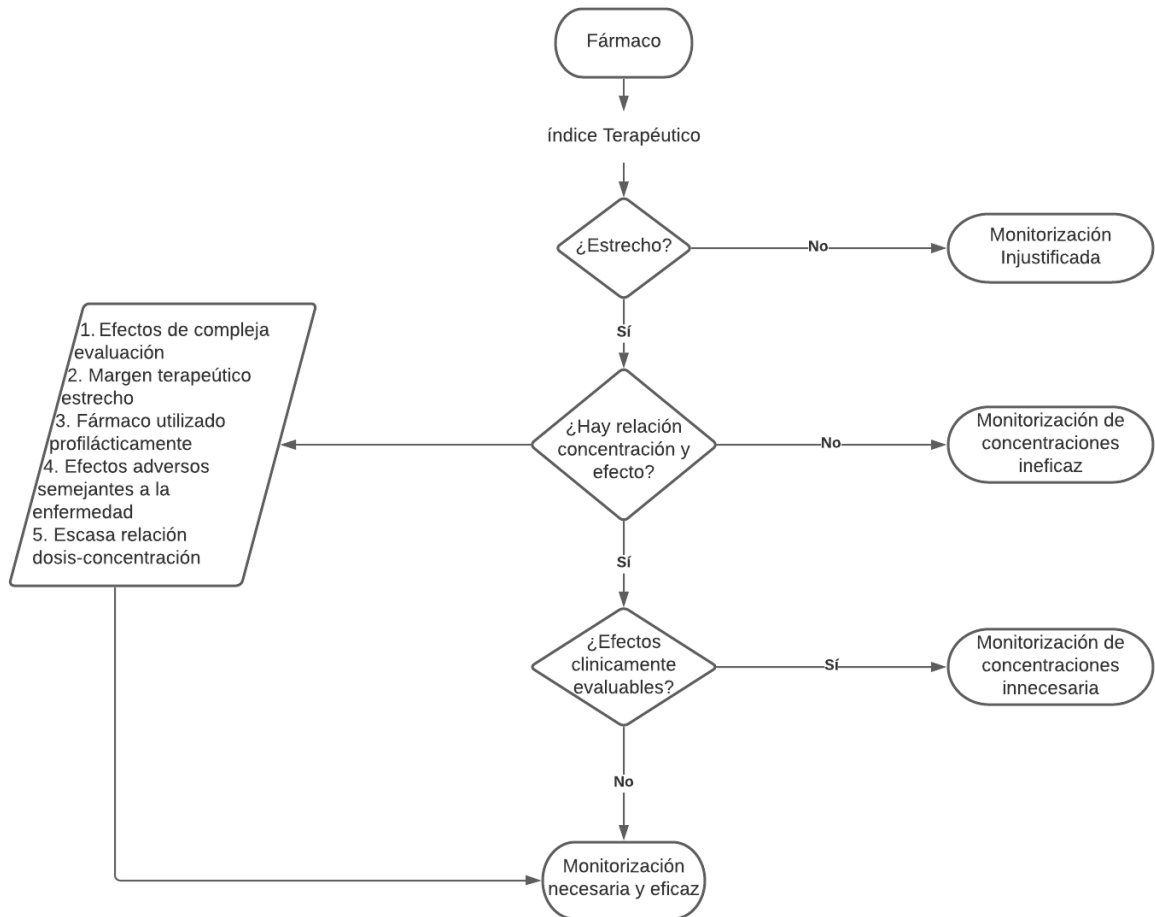 Fármaco
índice Terapéutico
¿Estrecho?
No
Monitorización
Injustificada
Sí
1. Efectos de compleja
evaluación
2. Margen terapeútico
estrecho
3. Fármaco utilizado
profilácticamente
4. Efectos adversos
semejantes a la
enfermedad
5. Escasa relación
dosis-concentración
¿Hay relación
concentración y
efecto?
No
Monitorización de
concentraciones
ineficaz
Sí
¿Efectos
clinicamente
evaluables?
Sí
Monitorización de
concentraciones
innecesaria
No
Monitorización
necesaria y eficaz